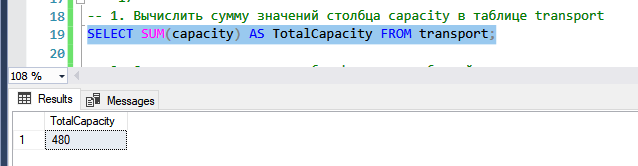 17
18
-- 1. Вычислить сумму значений столбца capacity в таблице transport
19
SELECT SUM(capacity) AS TotalCapacity FROM transport;
20
108 %
Results
Messages
TotalCapacity
1
480